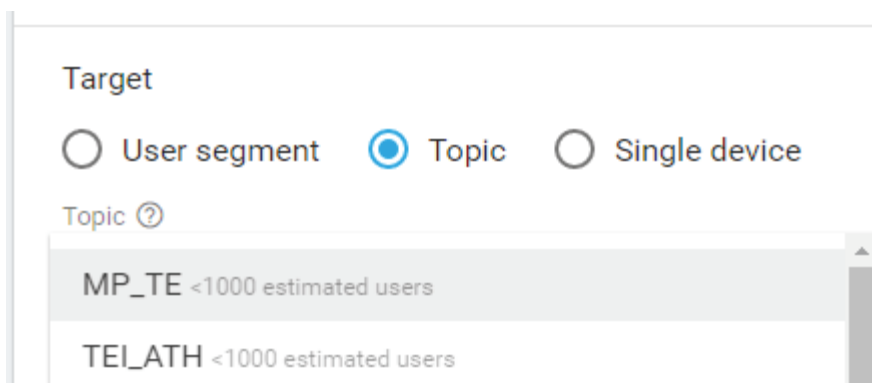 Target
User segment Topic Single device
Topic ?
MP_TE <1000 estimated users
TEI_ATH <1000 estimated users